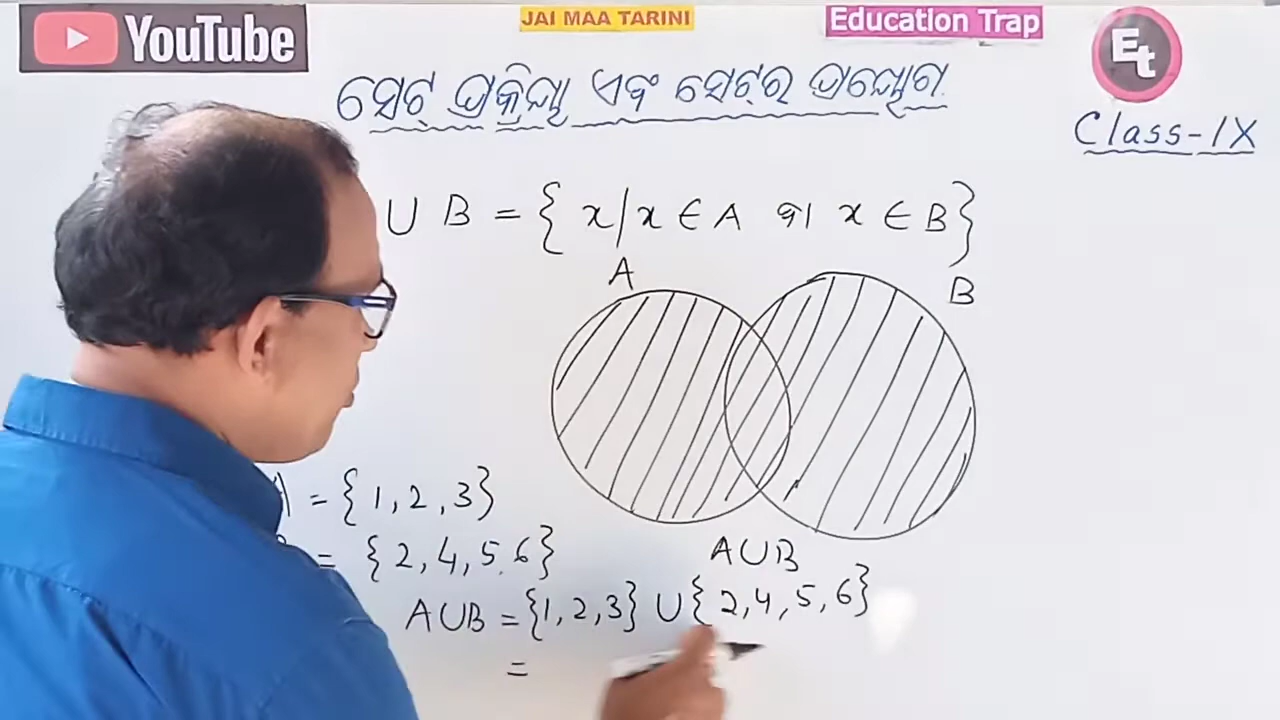 YouTube
JAI MAA TARINI
Education Trap
Et
ସେଟ୍ ପ୍ରକ୍ରିୟା ଏବଂ ସେଟ୍‌ର ପ୍ରୟୋଗ
Class-IX
∪ B = { x/x ∈ A ବା x ∈ B}
A
B
A = {1, 2, 3}
= {2, 4, 5, 6}
A∪B
A∪B = {1, 2, 3} ∪ {2, 4, 5, 6}
=